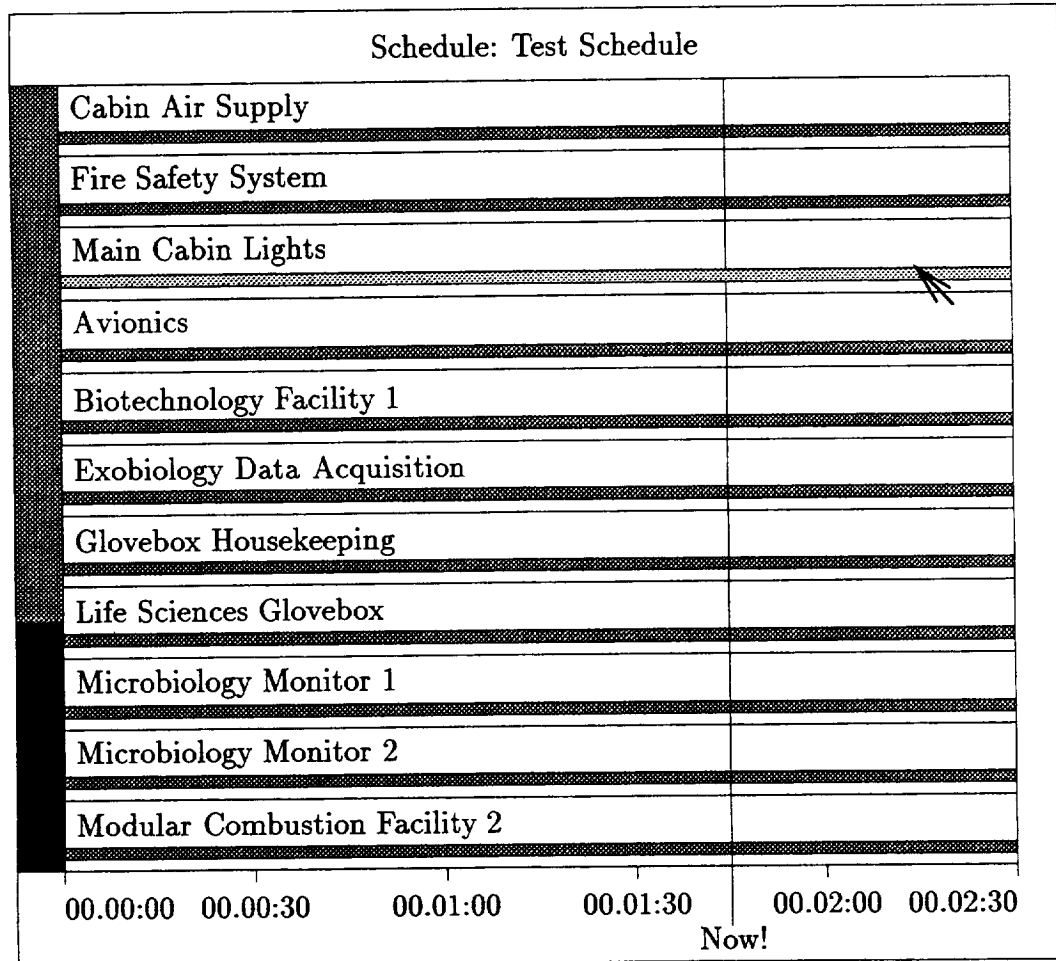 Schedule: Test Schedule
Cabin Air Supply
Fire Safety System
Main Cabin Lights
Avionics
Biotechnology Facility 1
Exobiology Data Acquisition
Glovebox Housekeeping
Life Sciences Glovebox
Microbiology Monitor 1
Microbiology Monitor 2
Modular Combustion Facility 2
00.00:00 00.00:30 00.01:00 00.01:30 00.02:00 00.02:30
Now!